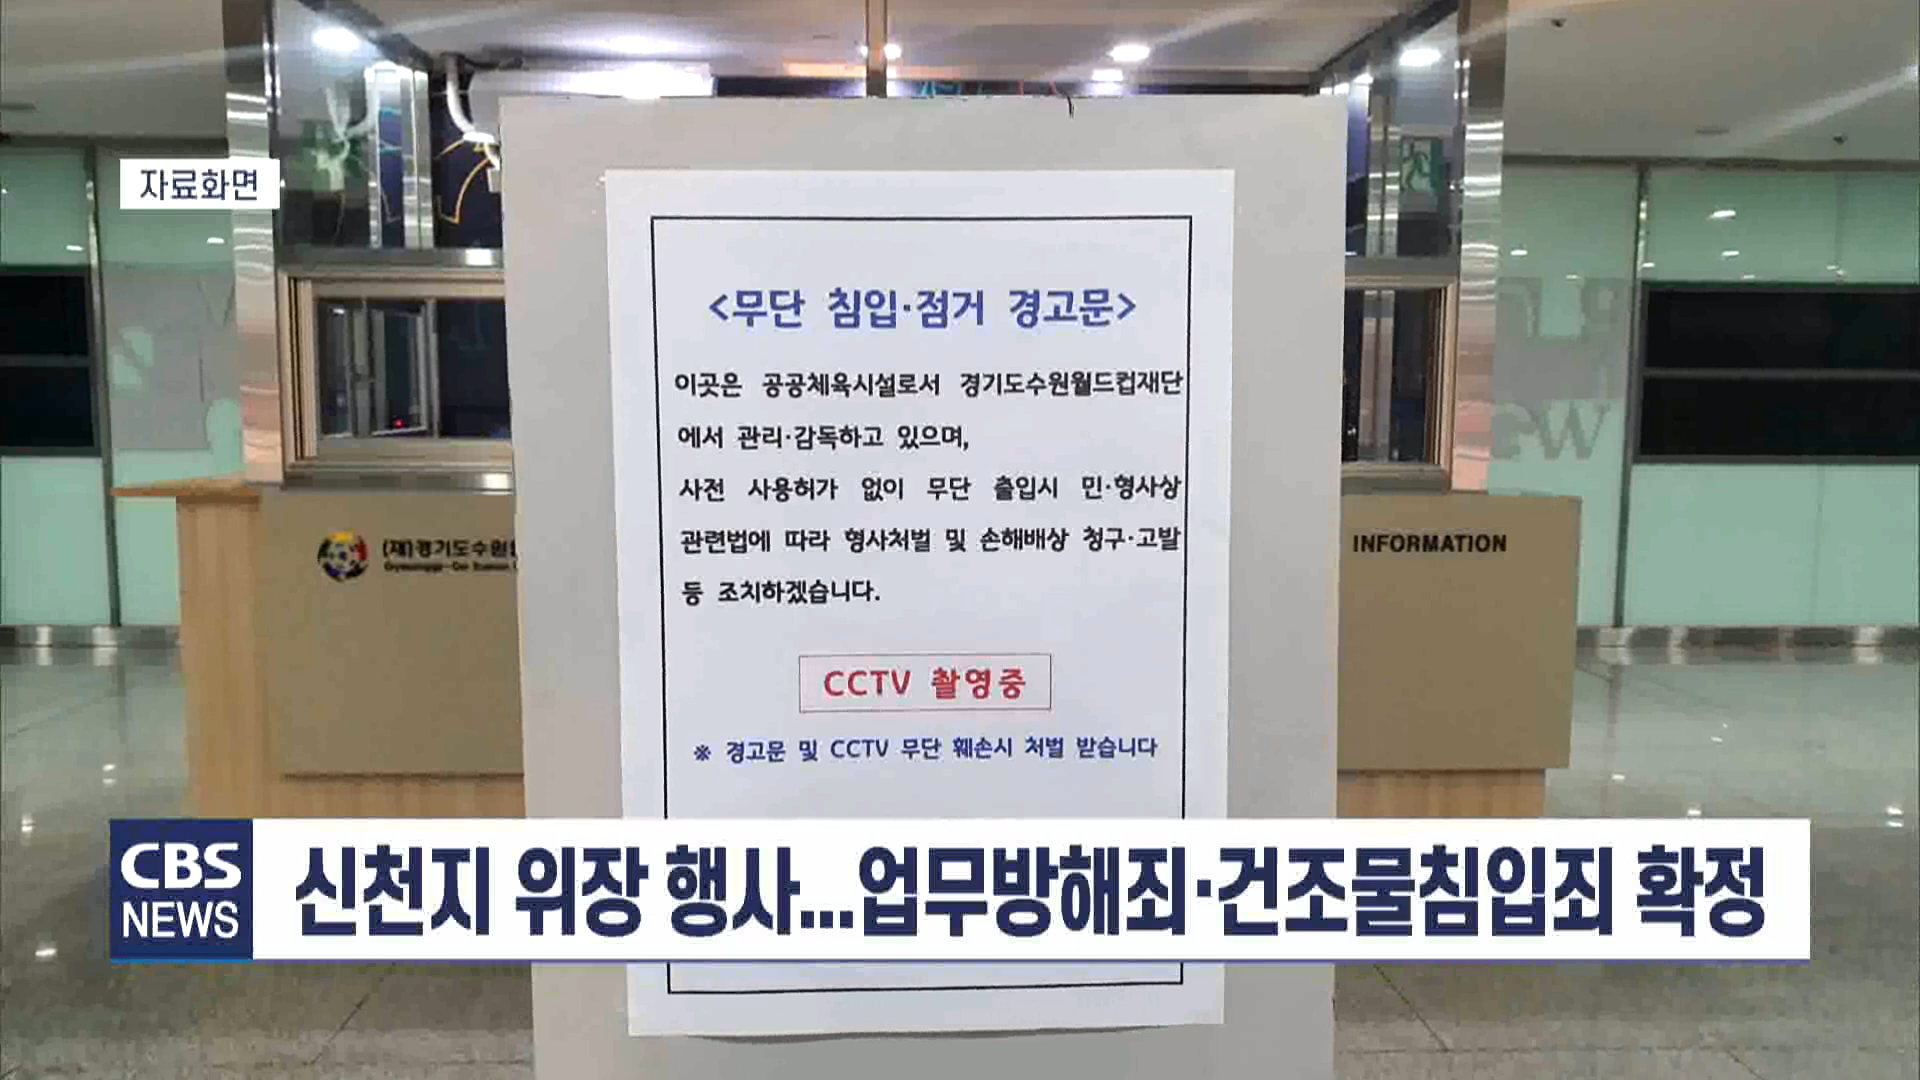 자료화면
<무단 침입·점거 경고문>
이곳은 공공체육시설로서 경기도수원월드컵재단
에서 관리·감독하고 있으며,
사전 사용허가 없이 무단 출입시 민·형사상
관련법에 따라 형사처벌 및 손해배상 청구·고발
등 조치하겠습니다.
(재)경기도수원
INFORMATION
CCTV 촬영중
※ 경고문 및 CCTV 무단 훼손시 처벌 받습니다
CBS
NEWS
신천지 위장 행사...업무방해죄·건조물침입죄 확정